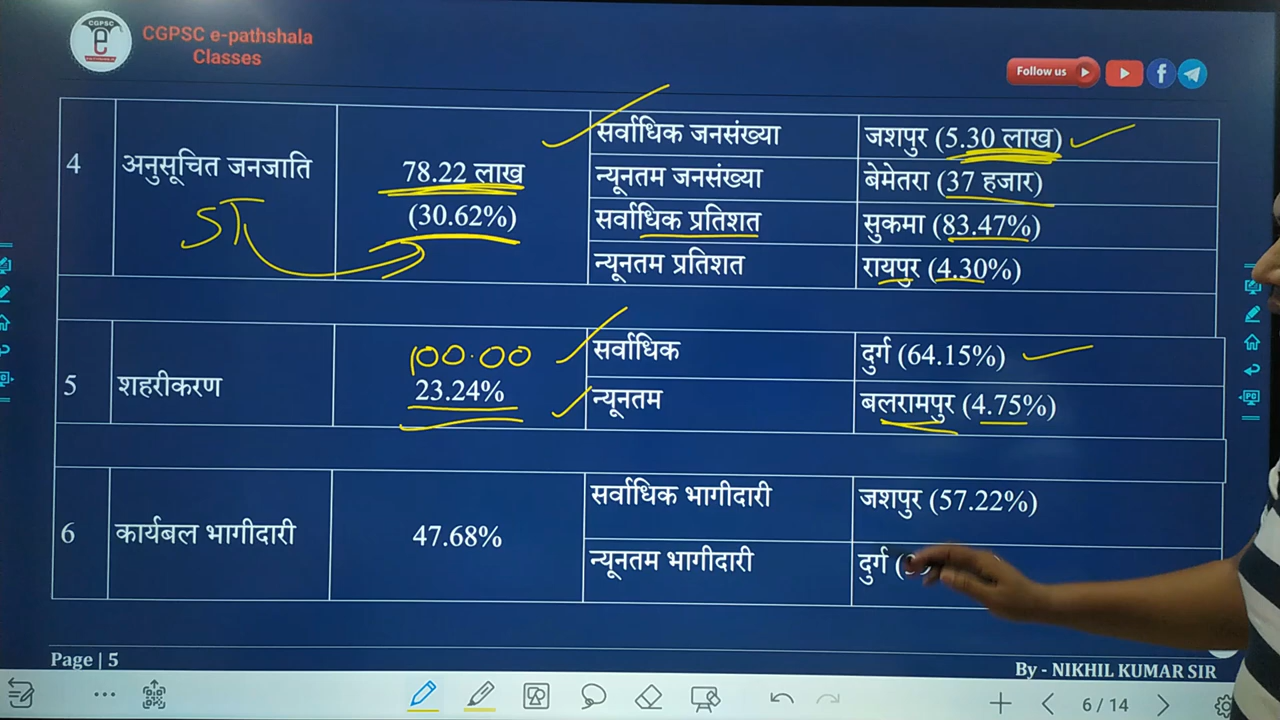 CGPSC
e
CGPSC e-pathshala
Classes
Follow us
4
अनुसूचित जनजाति
ST
78.22 लाख
(30.62%)
सर्वाधिक जनसंख्या
जशपुर (5.30 लाख)
न्यूनतम जनसंख्या
बेमेतरा (37 हजार)
सर्वाधिक प्रतिशत
सुकमा (83.47%)
न्यूनतम प्रतिशत
रायपुर (4.30%)
5
शहरीकरण
100.00
23.24%
सर्वाधिक
दुर्ग (64.15%)
न्यूनतम
बलरामपुर (4.75%)
6
कार्यबल भागीदारी
47.68%
सर्वाधिक भागीदारी
जशपुर (57.22%)
न्यूनतम भागीदारी
दुर्ग (
Page | 5
By - NIKHIL KUMAR SIR
6 / 14